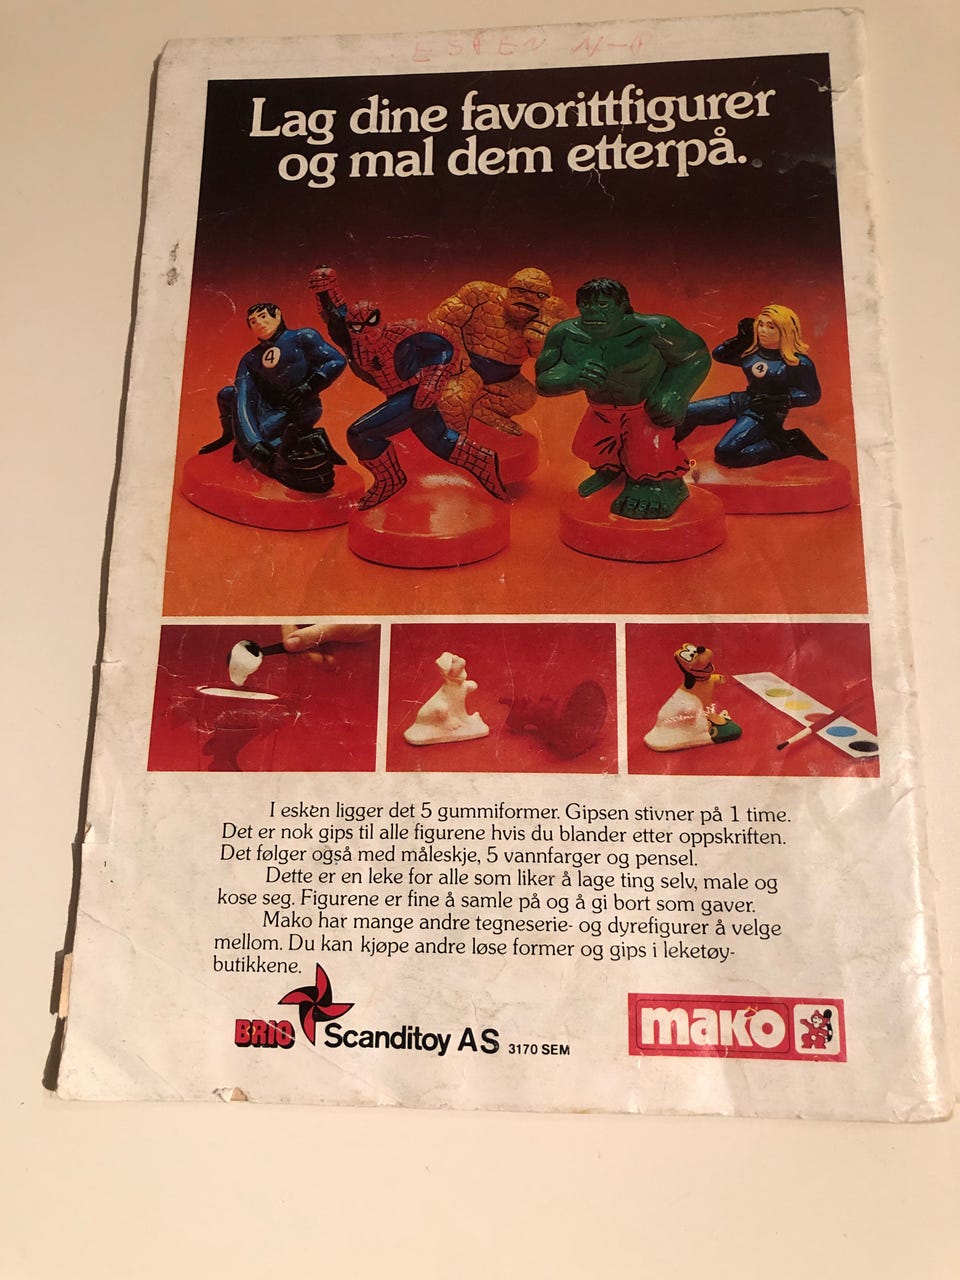 ESPEN N-P
Lag dine favorittfigurer
og mal dem etterpå.
4
4
I esken ligger det 5 gummiformer. Gipsen stivner på 1 time.
Det er nok gips til alle figurene hvis du blander etter oppskriften.
Det følger også med måleskje, 5 vannfarger og pensel.
Dette er en leke for alle som liker å lage ting selv, male og
kose seg. Figurene er fine å samle på og å gi bort som gaver.
Mako har mange andre tegneserie- og dyrefigurer å velge
mellom. Du kan kjøpe andre løse former og gips i leketøy-
butikkene.
BRIO Scanditoy AS 3170 SEM
mako